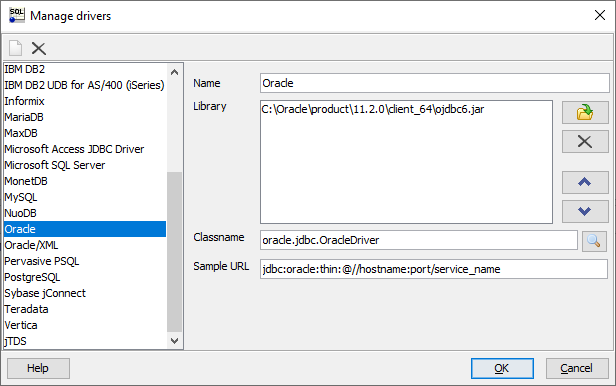 SQL
Manage drivers
IBM DB2
IBM DB2 UDB for AS/400 (iSeries)
Informix
MariaDB
MaxDB
Microsoft Access JDBC Driver
Microsoft SQL Server
MonetDB
MySQL
NuoDB
Oracle
Oracle/XML
Pervasive PSQL
PostgreSQL
Sybase jConnect
Teradata
Vertica
jTDS
Name
Oracle
Library
C:\Oracle\product\11.2.0\client_64\ojdbc6.jar
Classname
oracle.jdbc.OracleDriver
Sample URL
jdbc:oracle:thin:@//hostname:port/service_name
Help
OK
Cancel